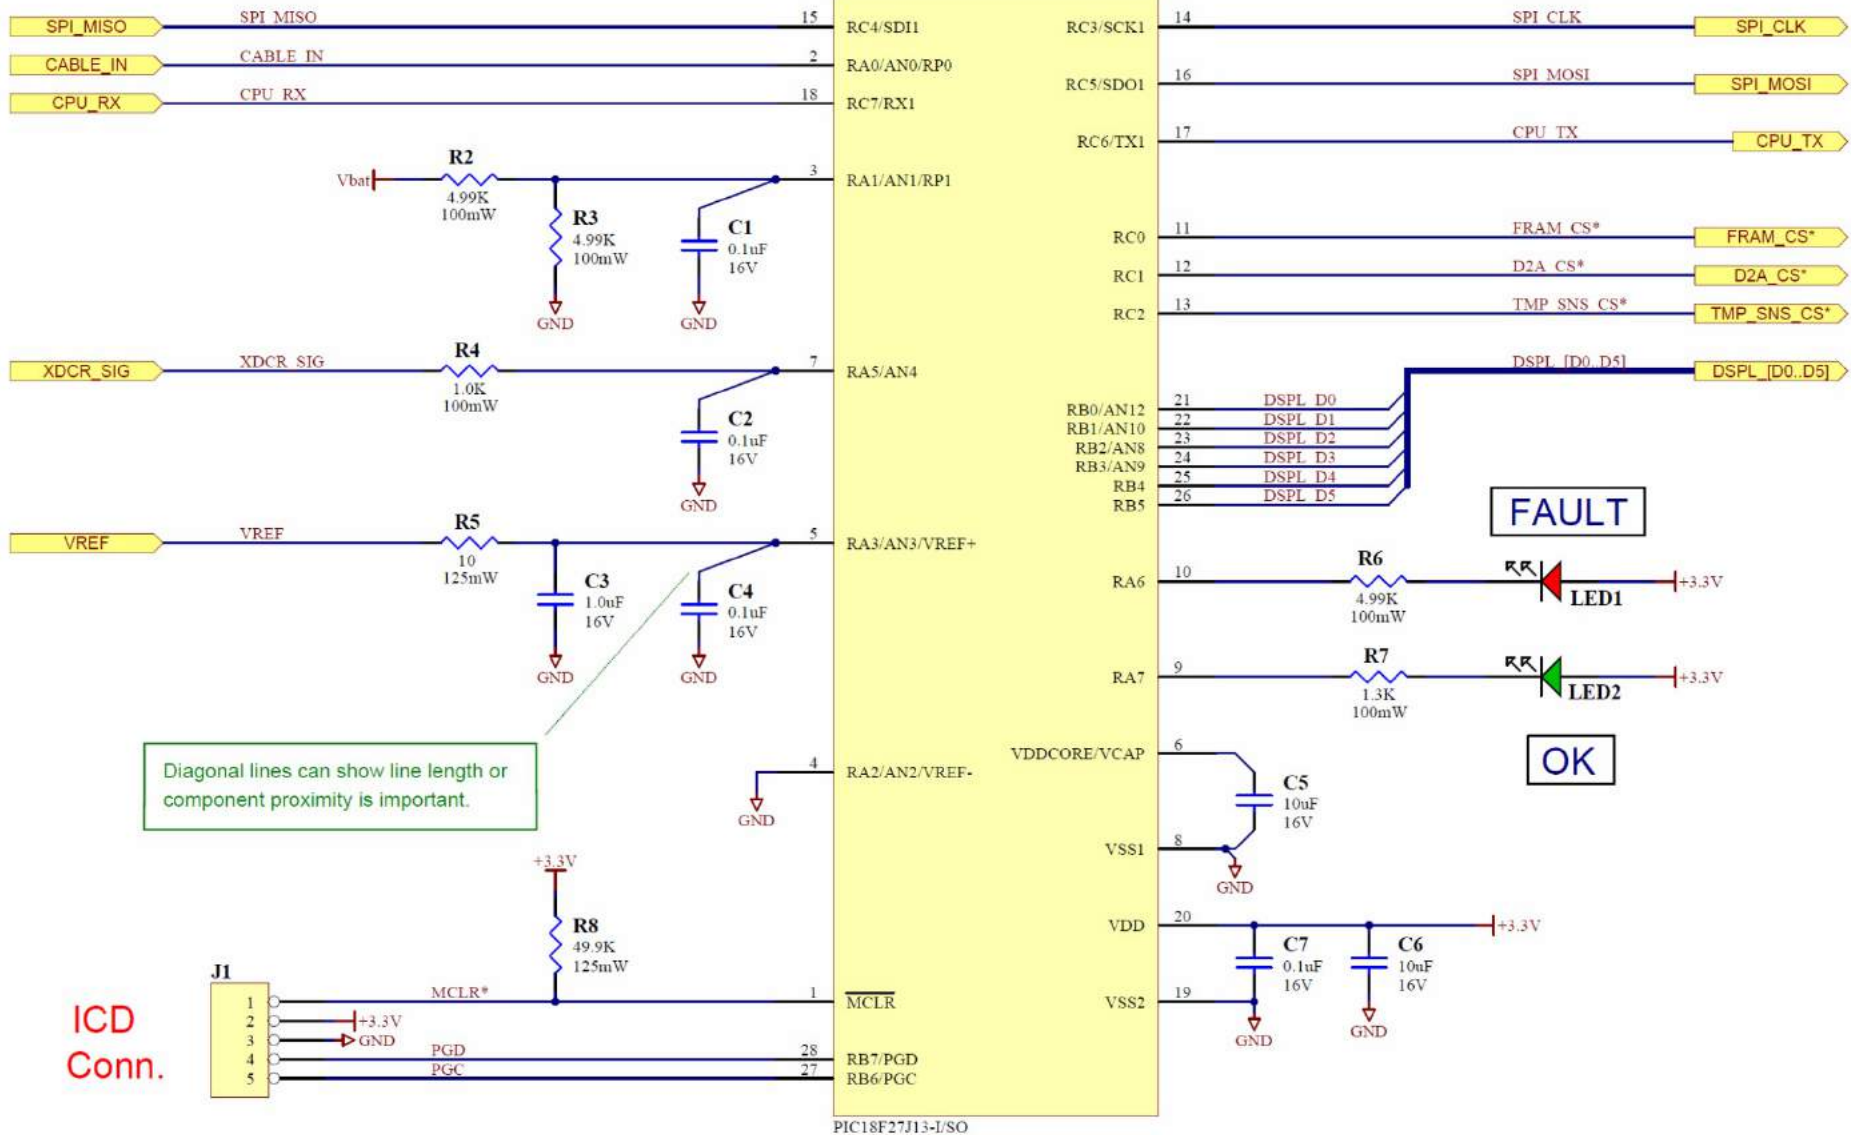 SPI_MISO
SPI_MISO
15
RC4/SDI1
CABLE_IN
CABLE_IN
2
RA0/AN0/RP0
CPU_RX
CPU_RX
18
RC7/RX1
Vbat
R2
4.99K
100mW
3
RA1/AN1/RP1
R3
4.99K
100mW
GND
C1
0.1uF
16V
GND
XDCR_SIG
XDCR_SIG
R4
1.0K
100mW
7
RA5/AN4
C2
0.1uF
16V
GND
VREF
VREF
R5
10
125mW
5
RA3/AN3/VREF+
C3
1.0uF
16V
GND
C4
0.1uF
16V
GND
Diagonal lines can show line length or
component proximity is important.
4
RA2/AN2/VREF-
GND
+3.3V
R8
49.9K
125mW
ICD
Conn.
J1
1
MCLR*
1
MCLR
2
+3.3V
3
GND
4
PGD
28
RB7/PGD
5
PGC
27
RB6/PGC
PIC18F27J13-I/SO
RC3/SCK1
14
SPI_CLK
SPI_CLK
RC5/SDO1
16
SPI_MOSI
SPI_MOSI
RC6/TX1
17
CPU_TX
CPU_TX
RC0
11
FRAM_CS*
FRAM_CS*
RC1
12
D2A_CS*
D2A_CS*
RC2
13
TMP_SNS_CS*
TMP_SNS_CS*
DSPL_[D0..D5]
DSPL_[D0..D5]
RB0/AN12
21
DSPL_D0
RB1/AN10
22
DSPL_D1
RB2/AN8
23
DSPL_D2
RB3/AN9
24
DSPL_D3
RB4
25
DSPL_D4
RB5
26
DSPL_D5
FAULT
RA6
10
R6
4.99K
100mW
LED1
+3.3V
RA7
9
R7
1.3K
100mW
LED2
+3.3V
OK
VDDCORE/VCAP
6
C5
10uF
16V
VSS1
8
GND
VDD
20
+3.3V
C7
0.1uF
16V
C6
10uF
16V
VSS2
19
GND
GND